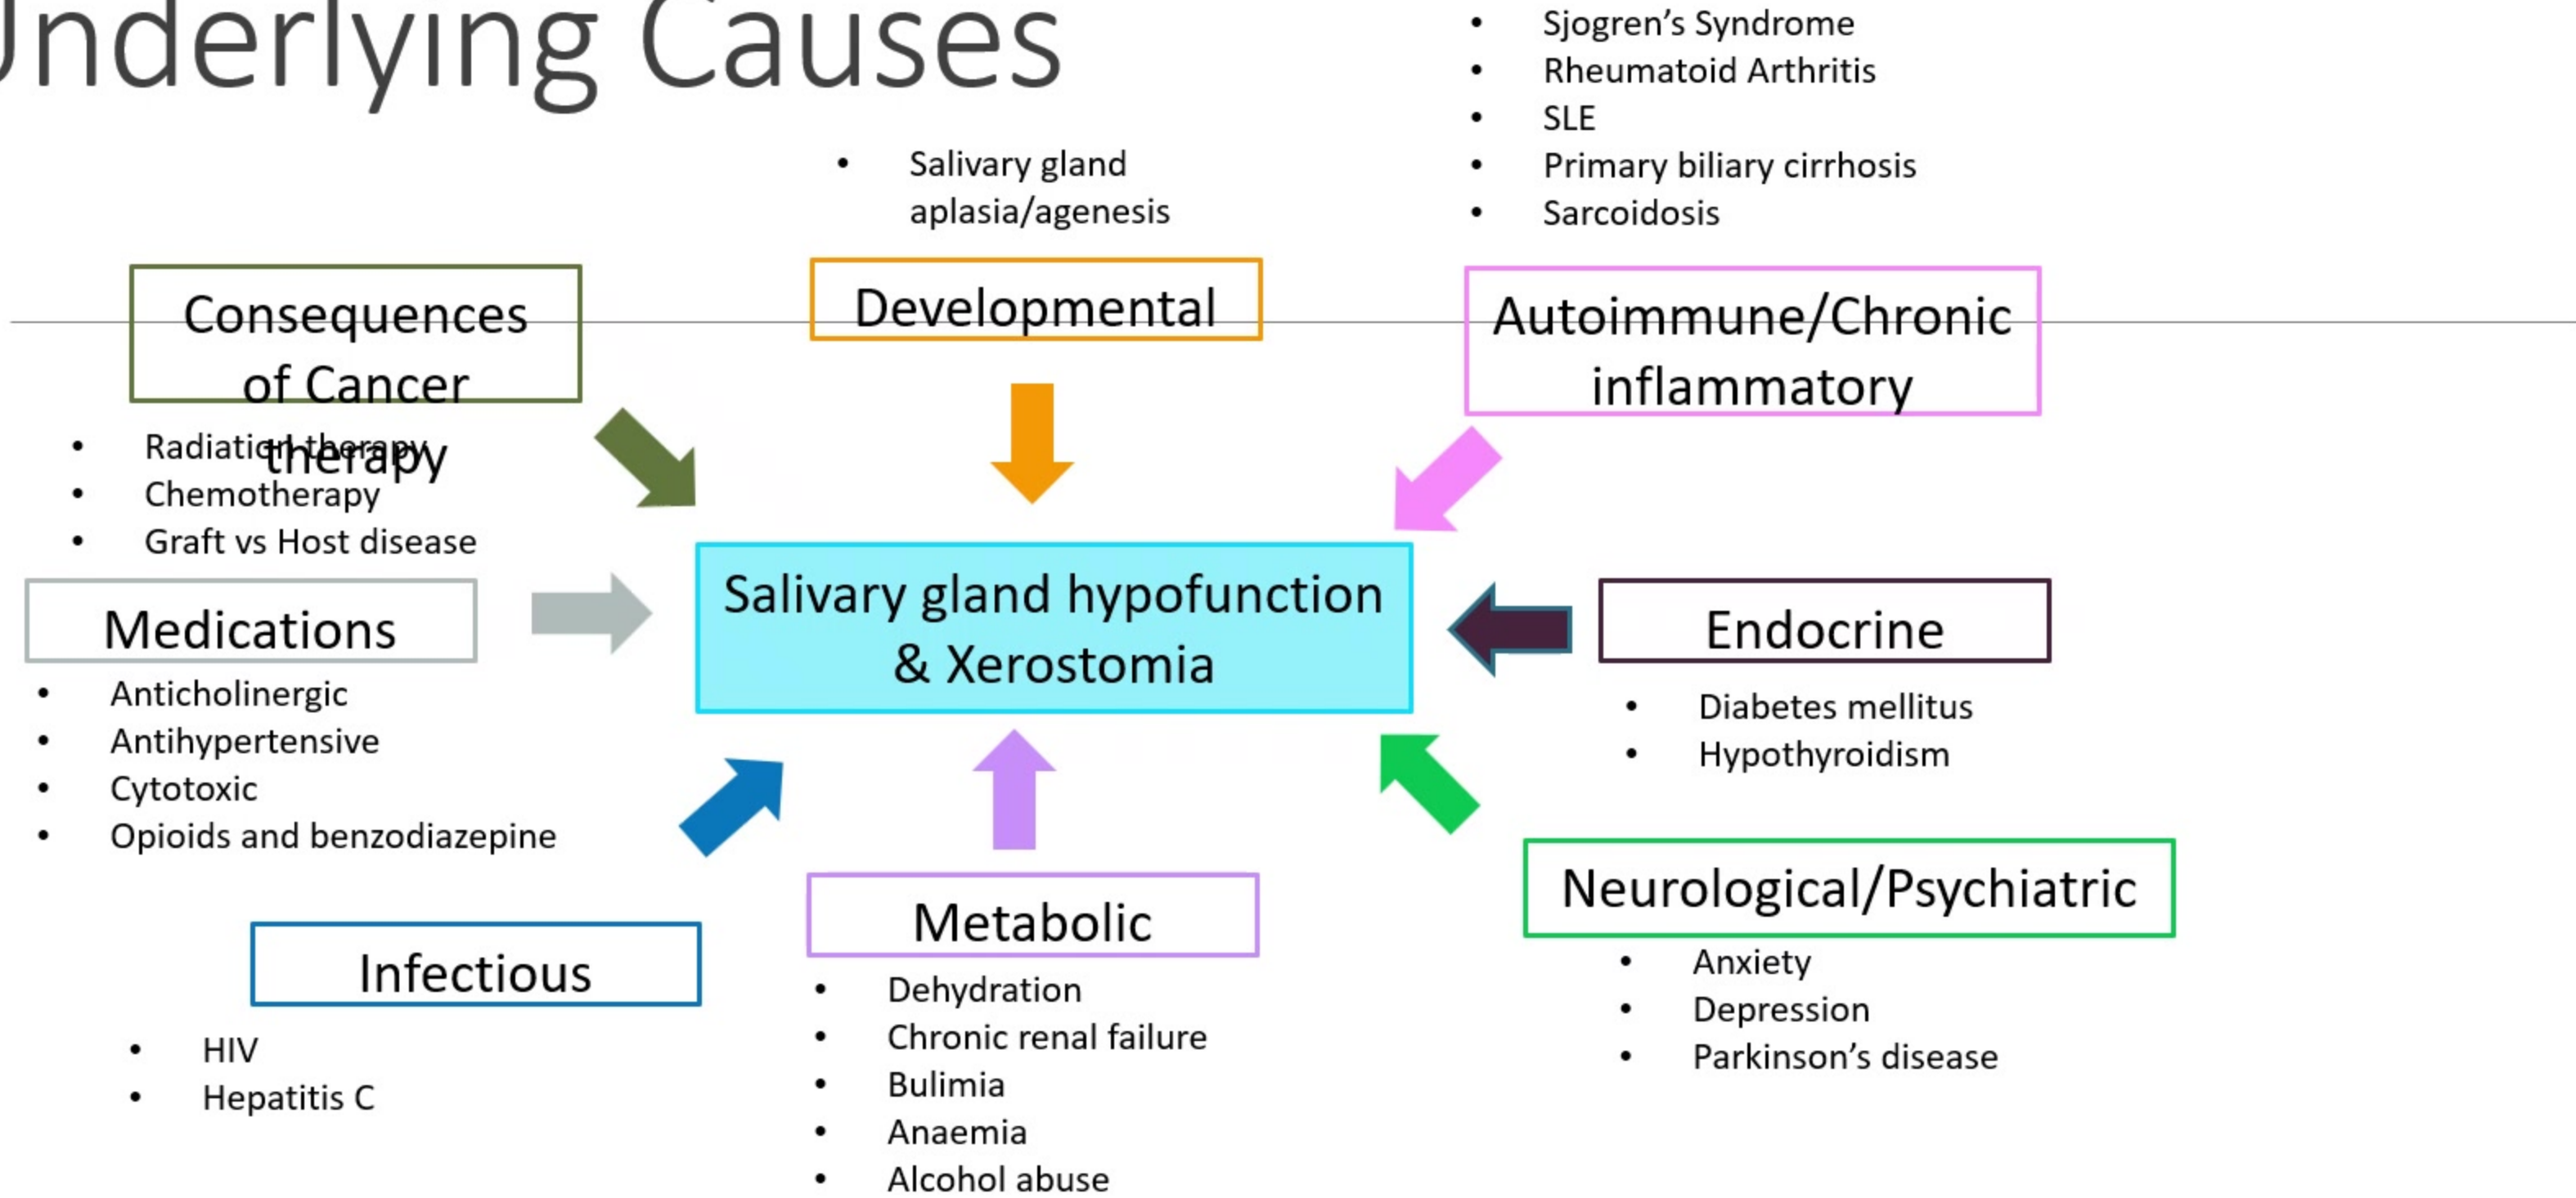 Underlying Causes
• Sjogren’s Syndrome
• Rheumatoid Arthritis
• SLE
• Primary biliary cirrhosis
• Sarcoidosis
• Salivary gland
aplasia/agenesis
Consequences
of Cancer
therapy
Developmental
Autoimmune/Chronic
inflammatory
• Radiation therapy
• Chemotherapy
• Graft vs Host disease
Salivary gland hypofunction
& Xerostomia
Medications
• Anticholinergic
• Antihypertensive
• Cytotoxic
• Opioids and benzodiazepine
Endocrine
• Diabetes mellitus
• Hypothyroidism
Infectious
• HIV
• Hepatitis C
Metabolic
• Dehydration
• Chronic renal failure
• Bulimia
• Anaemia
• Alcohol abuse
Neurological/Psychiatric
• Anxiety
• Depression
• Parkinson’s disease